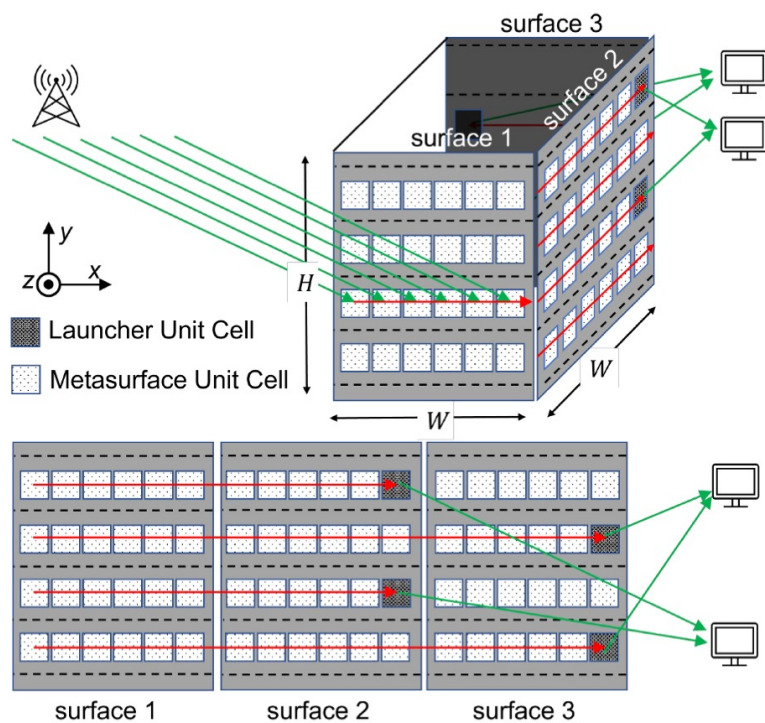 surface 3
surface 2
surface 1
y
z
x
H
Launcher Unit Cell
Metasurface Unit Cell
W
W
surface 1
surface 2
surface 3